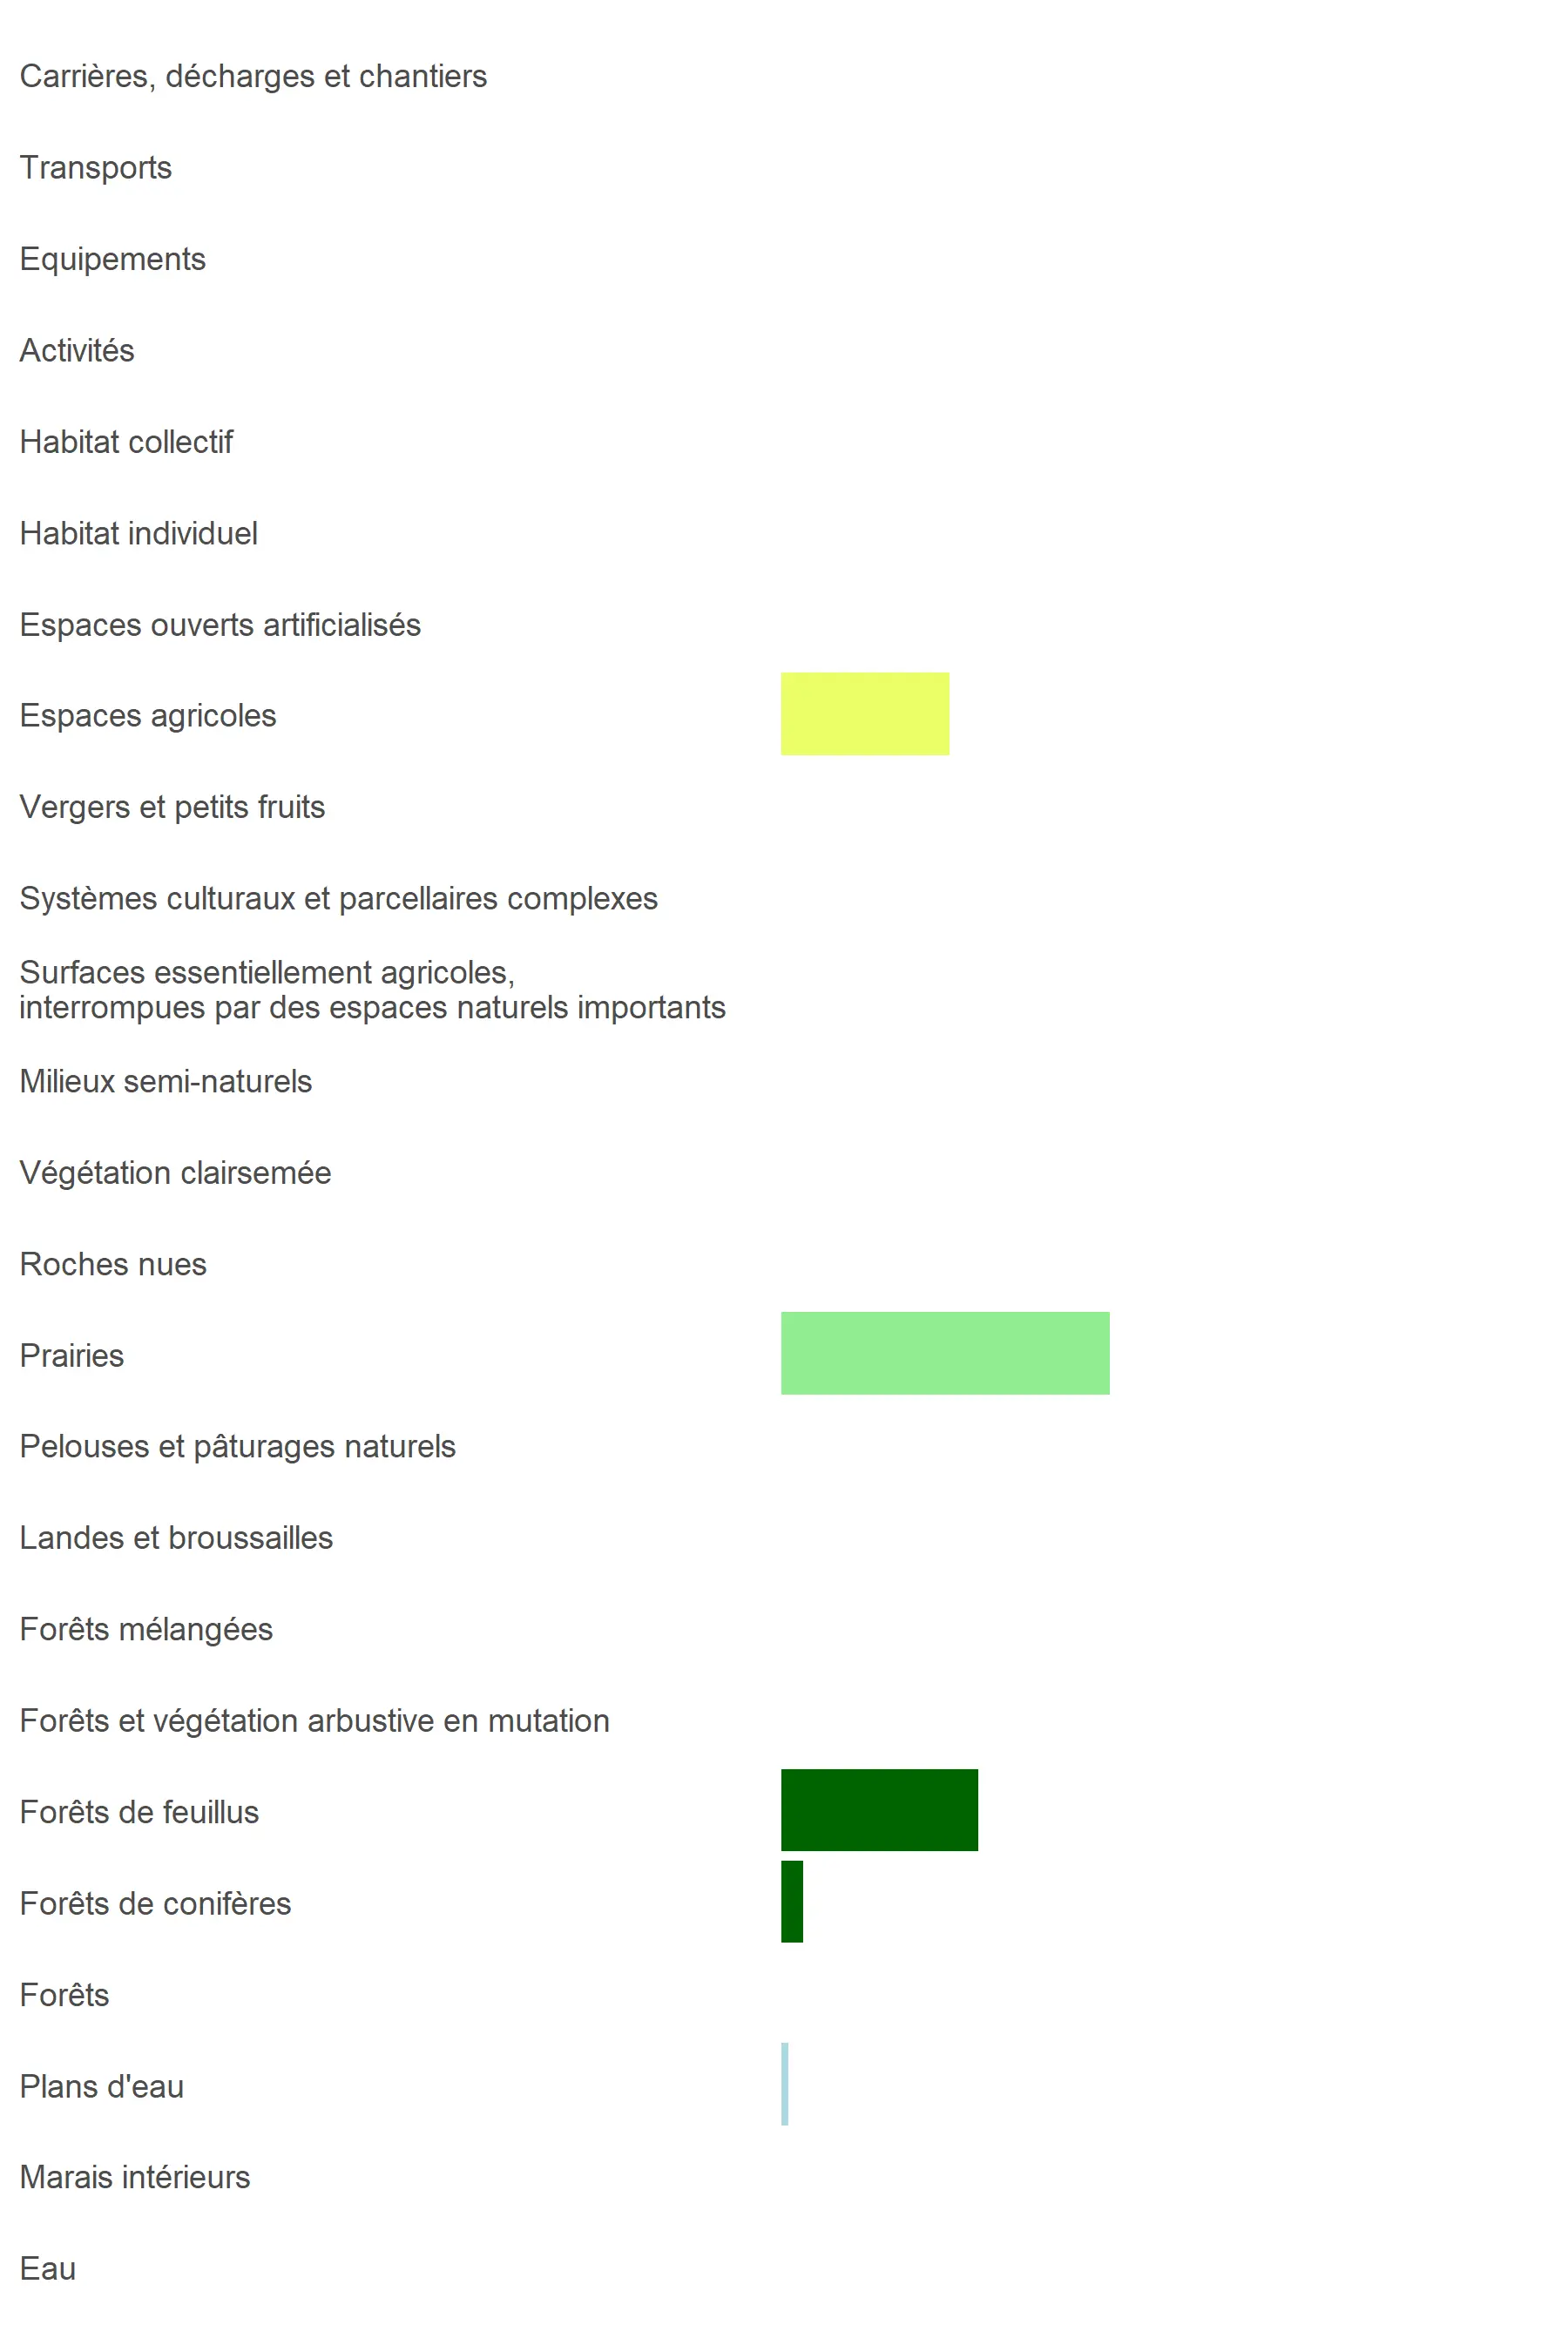 Carrières, décharges et chantiers
Transports
Equipements
Activités
Habitat collectif
Habitat individuel
Espaces ouverts artificialisés
Espaces agricoles
Vergers et petits fruits
Systèmes culturaux et parcellaires complexes
Surfaces essentiellement agricoles,
interrompues par des espaces naturels importants
Milieux semi-naturels
Végétation clairsemée
Roches nues
Prairies
Pelouses et pâturages naturels
Landes et broussailles
Forêts mélangées
Forêts et végétation arbustive en mutation
Forêts de feuillus
Forêts de conifères
Forêts
Plans d'eau
Marais intérieurs
Eau